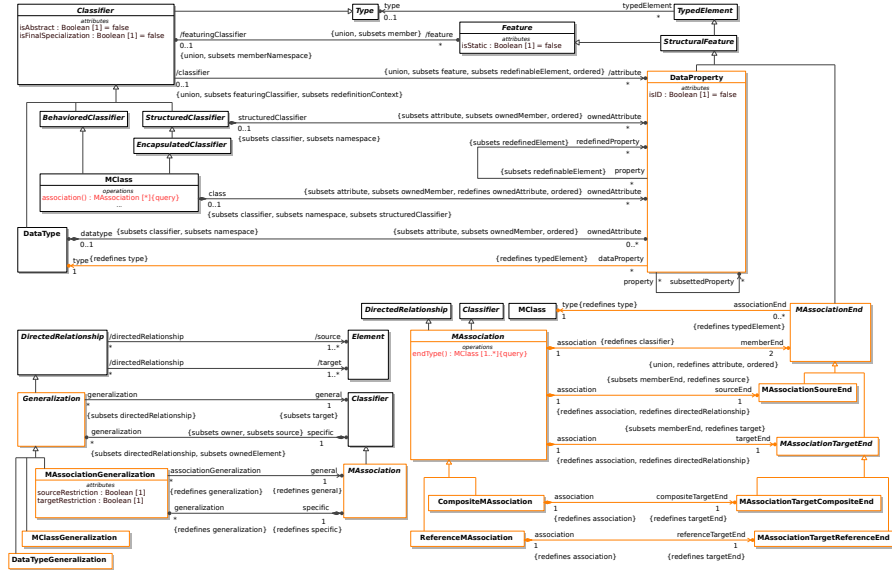 Classifier
attributes
isAbstract : Boolean [1] = false
isFinalSpecialization : Boolean [1] = false
Type
type
0..1
typedElement
*
TypedElement
/featuringClassifier
0..1
{union, subsets member}
/feature
*
{union, subsets memberNamespace}
Feature
attributes
isStatic : Boolean [1] = false
StructuralFeature
/classifier
0..1
{union, subsets feature, subsets redefinableElement, ordered}
/attribute
*
{union, subsets featuringClassifier, subsets redefinitionContext}
DataProperty
attributes
isID : Boolean [1] = false
BehavioredClassifier
StructuredClassifier
structuredClassifier
0..1
{subsets attribute, subsets ownedMember, ordered}
ownedAttribute
*
{subsets classifier, subsets namespace}
EncapsulatedClassifier
{subsets redefinedElement}
redefinedProperty
*
{subsets redefinableElement}
property
*
MClass
operations
association() : MAssociation [*]{query}
...
class
0..1
{subsets attribute, subsets ownedMember, redefines ownedAttribute, ordered}
ownedAttribute
*
{subsets classifier, subsets namespace, subsets structuredClassifier}
DataType
datatype
0..1
{subsets classifier, subsets namespace}
{subsets attribute, subsets ownedMember, ordered}
ownedAttribute
0..*
type
1
{redefines type}
{redefines typedElement}
dataProperty
*
property
*
subsettedProperty
*
DirectedRelationship
Classifier
MClass
type
{redefines type}
1
associationEnd
0..*
{redefines typedElement}
MAssociationEnd
DirectedRelationship
/directedRelationship
*
/source
1..*
/directedRelationship
*
/target
1..*
Element
MAssociation
operations
endType() : MClass [1..*]{query}
association
1
{redefines classifier}
memberEnd
2
{union, redefines attribute, ordered}
{subsets memberEnd, redefines source}
association
1
sourceEnd
1
{redefines association, redefines directedRelationship}
MAssociationSoureEnd
{subsets memberEnd, redefines target}
association
1
targetEnd
1
{redefines association, redefines directedRelationship}
MAssociationTargetEnd
Generalization
generalization
*
general
1
{subsets directedRelationship}
{subsets target}
generalization
*
{subsets owner, subsets source}
specific
1
{subsets directedRelationship, subsets ownedElement}
Classifier
MAssociationGeneralization
attributes
sourceRestriction : Boolean [1]
targetRestriction : Boolean [1]
associationGeneralization
*
general
1
{redefines generalization}
{redefines general}
generalization
*
specific
1
{redefines generalization}
{redefines specific}
MAssociation
MClassGeneralization
DataTypeGeneralization
CompositeMAssociation
association
1
compositeTargetEnd
1
{redefines association}
{redefines targetEnd}
MAssociationTargetCompositeEnd
ReferenceMAssociation
association
1
referenceTargetEnd
1
{redefines association}
{redefines targetEnd}
MAssociationTargetReferenceEnd